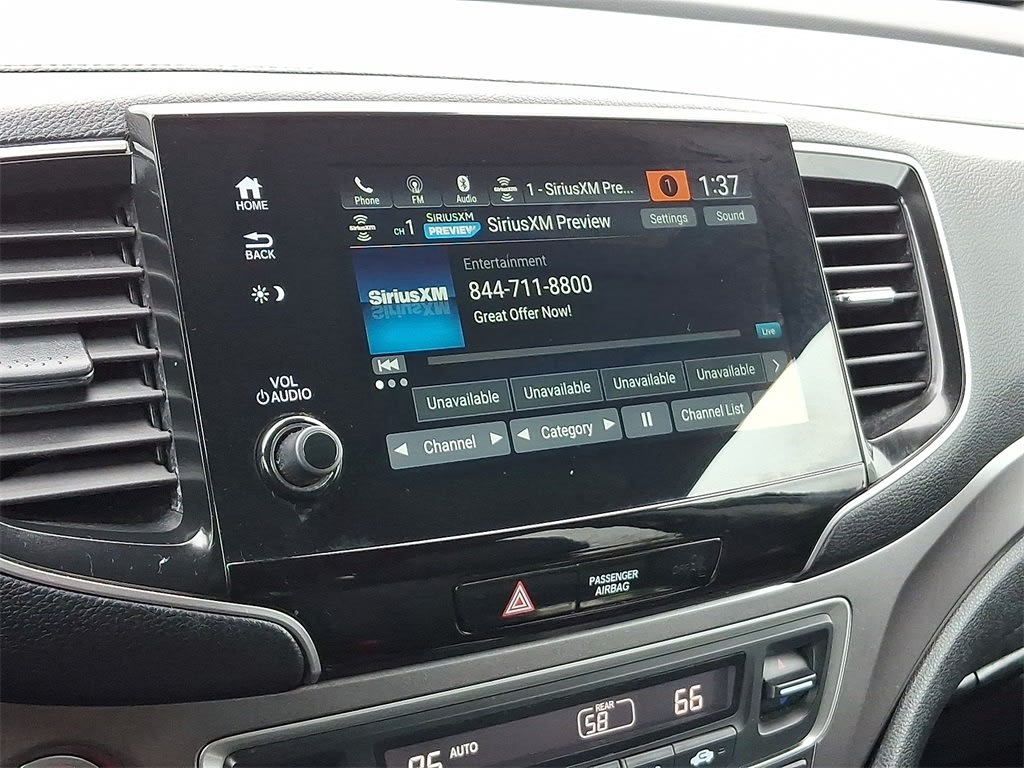 HOME
BACK
VOL
AUDIO
Phone FM Audio SiriusXM 1 - SiriusXM Pre... 1 1:37
SiriusXM CH 1 SIRIUSXM PREVIEW SiriusXM Preview Settings Sound
Entertainment
SiriusXM
844-711-8800
Great Offer Now!
Live
Unavailable Unavailable Unavailable Unavailable
Channel Category Channel List
PASSENGER
AIRBAG
AUTO
REAR
58
66